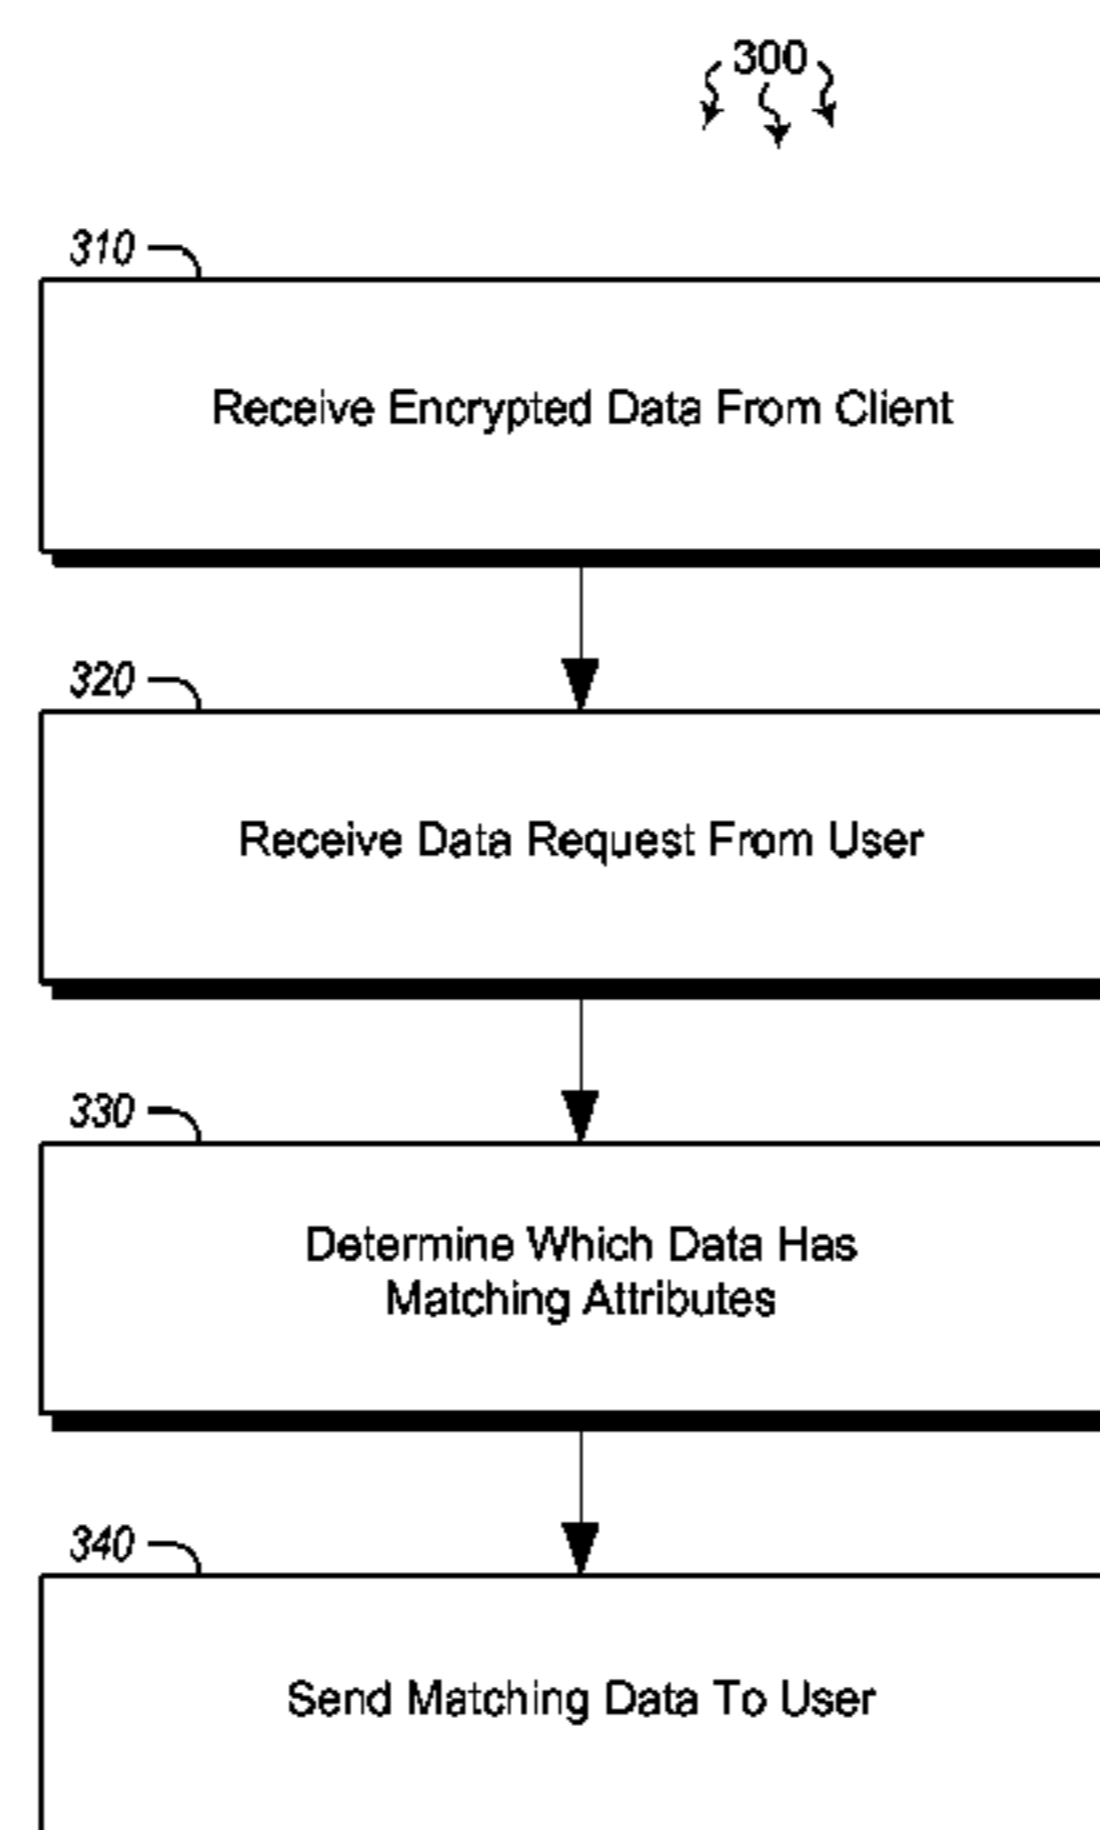 300
310
Receive Encrypted Data From Client
320
Receive Data Request From User
330
Determine Which Data Has
Matching Attributes
340
Send Matching Data To User